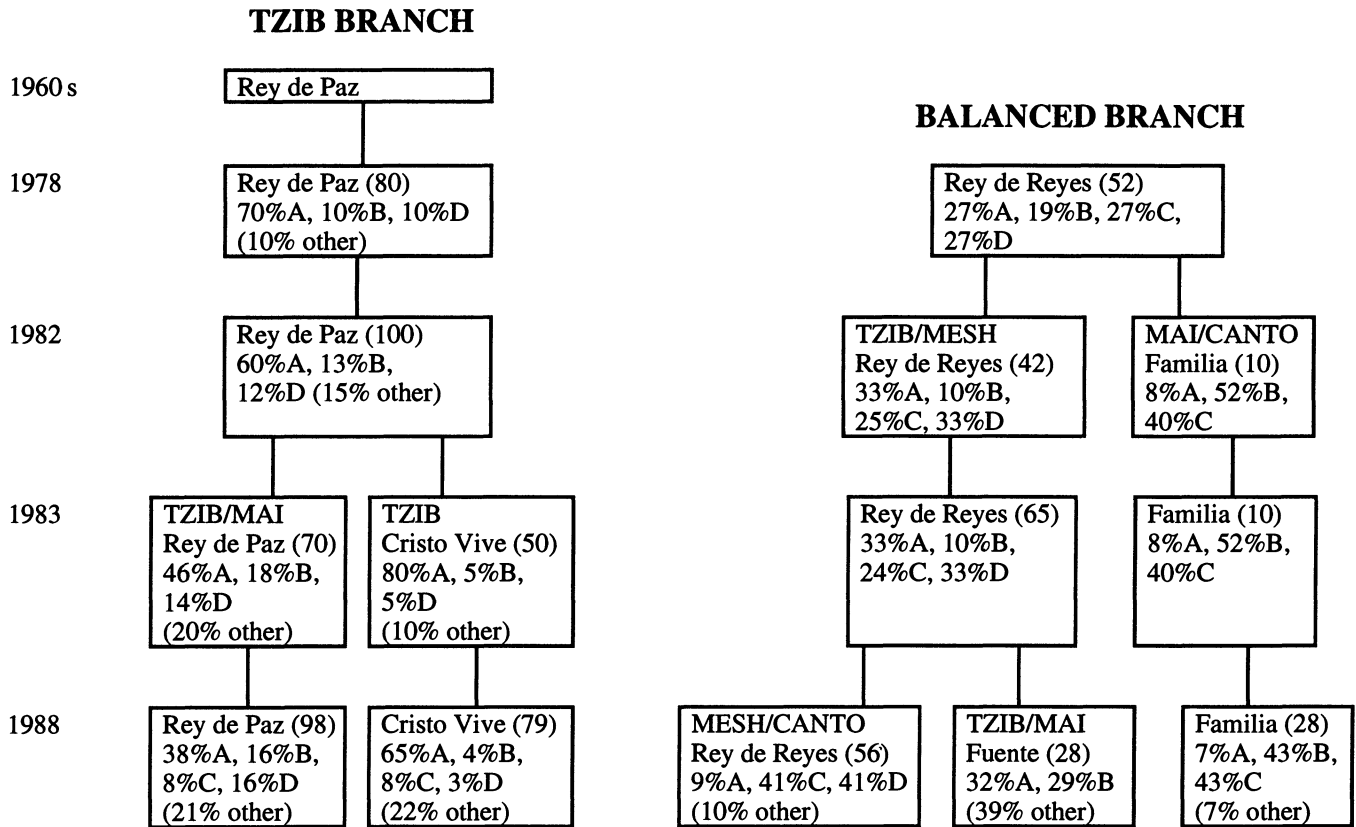 TZIB BRANCH
1960s
Rey de Paz
BALANCED BRANCH
1978
Rey de Paz (80)
70%A, 10%B, 10%D
(10% other)
Rey de Reyes (52)
27%A, 19%B, 27%C,
27%D
1982
Rey de Paz (100)
60%A, 13%B,
12%D (15% other)
TZIB/MESH
Rey de Reyes (42)
33%A, 10%B,
25%C, 33%D
MAI/CANTO
Familia (10)
8%A, 52%B,
40%C
1983
TZIB/MAI
Rey de Paz (70)
46%A, 18%B,
14%D
(20% other)
TZIB
Cristo Vive (50)
80%A, 5%B,
5%D
(10% other)
Rey de Reyes (65)
33%A, 10%B,
24%C, 33%D
Familia (10)
8%A, 52%B,
40%C
1988
Rey de Paz (98)
38%A, 16%B,
8%C, 16%D
(21% other)
Cristo Vive (79)
65%A, 4%B,
8%C, 3%D
(22% other)
MESH/CANTO
Rey de Reyes (56)
9%A, 41%C, 41%D
(10% other)
TZIB/MAI
Fuente (28)
32%A, 29%B
(39% other)
Familia (28)
7%A, 43%B,
43%C
(7% other)